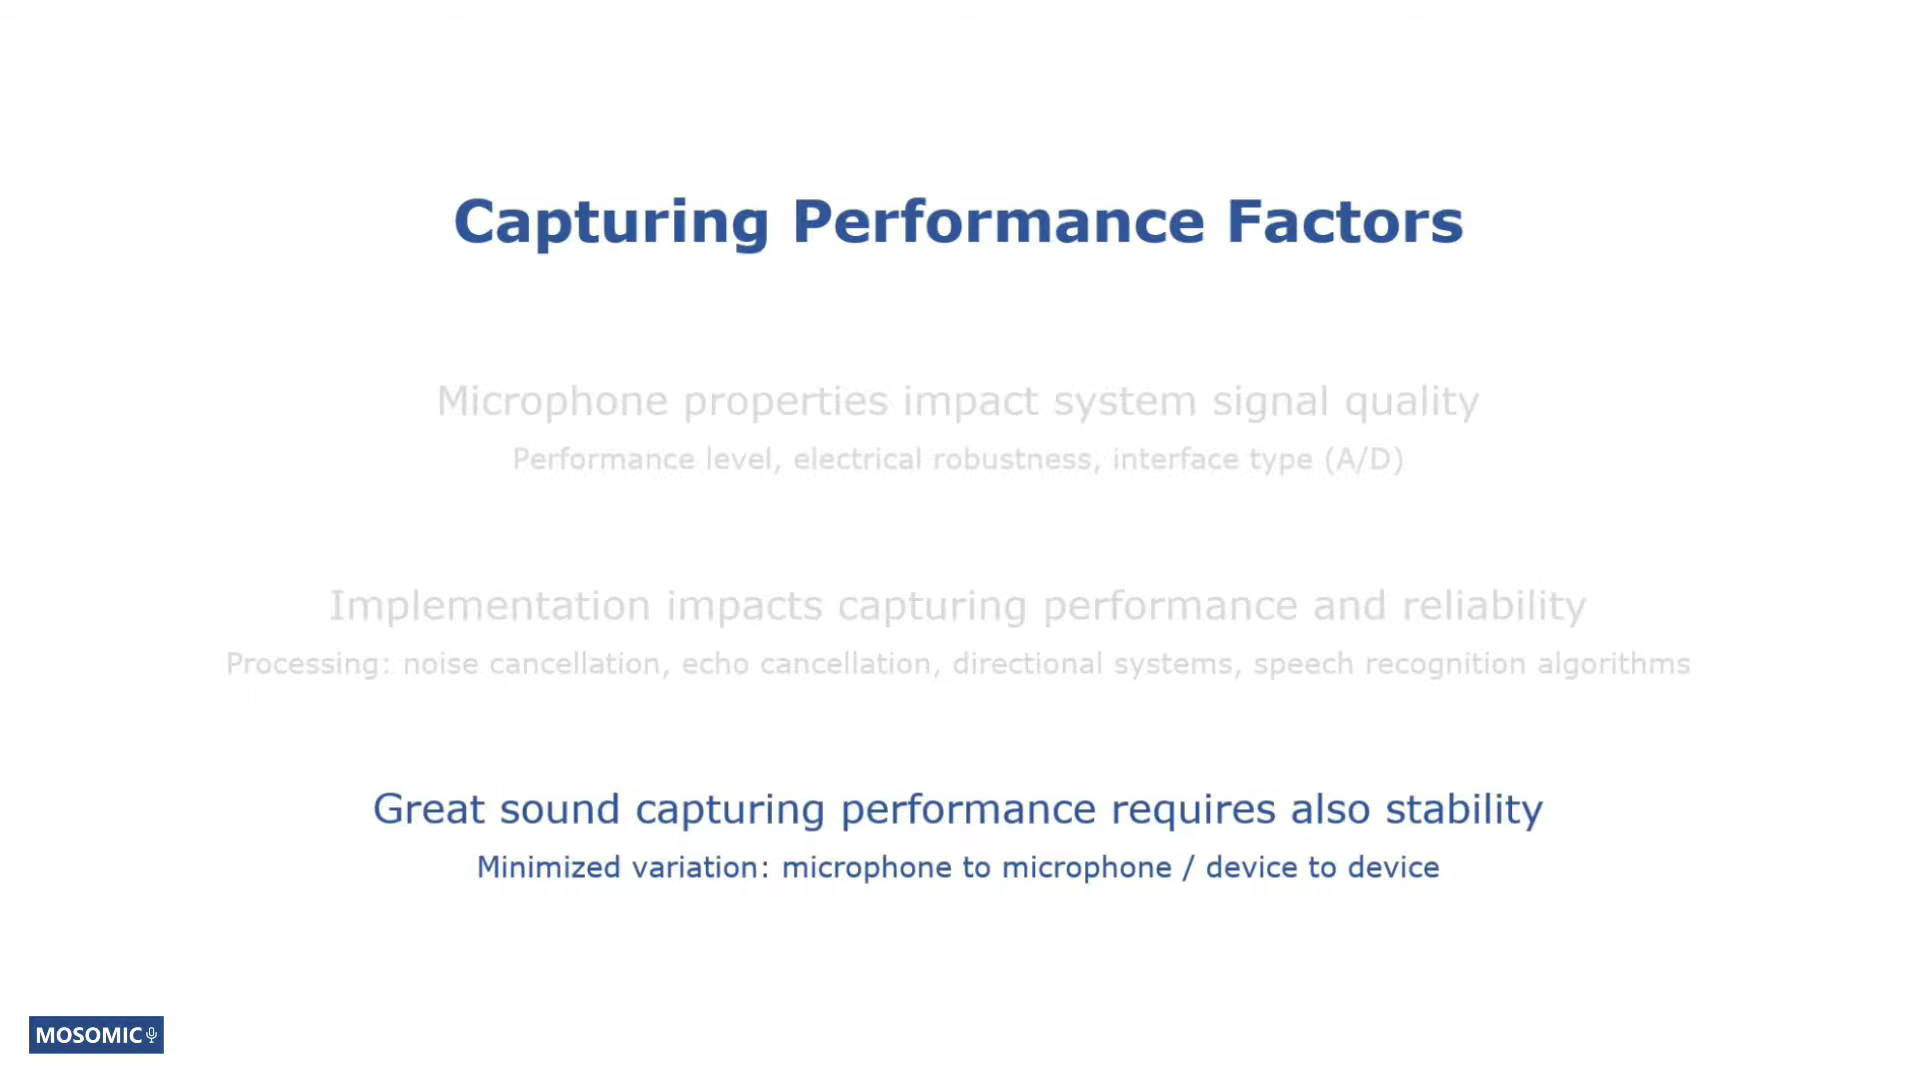 Capturing Performance Factors
Microphone properties impact system signal quality
Performance level, electrical robustness, interface type (A/D)
Implementation impacts capturing performance and reliability
Processing: noise cancellation, echo cancellation, directional systems, speech recognition algorithms
Great sound capturing performance requires also stability
Minimized variation: microphone to microphone / device to device
MOSOMIC